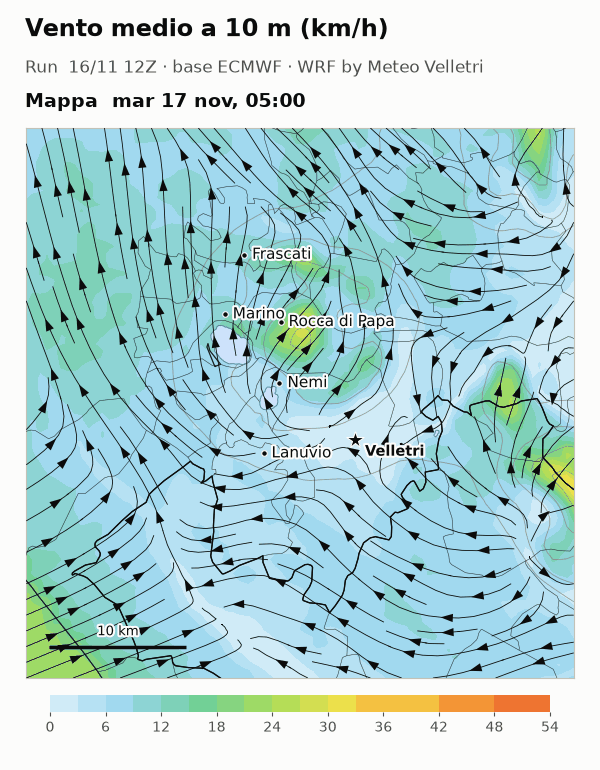 Vento medio a 10 m (km/h)
Run  16/11 12Z · base ECMWF · WRF by Meteo Velletri
Mappa  mar 17 nov, 05:00
Frascati
Marino
Rocca di Papa
Nemi
Velletri
Lanuvio
10 km
0 6 12 18 24 30 36 42 48 54